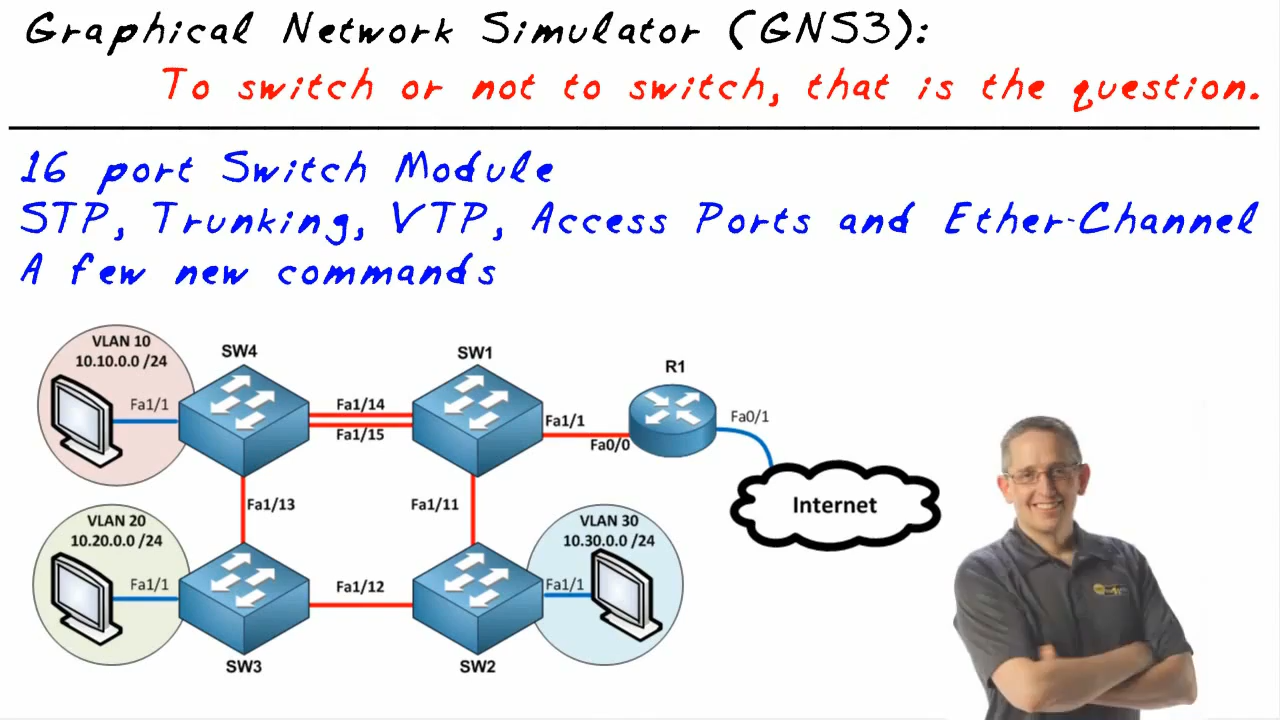 Graphical Network Simulator (GNS3):
To switch or not to switch, that is the question.
16 port Switch Module
STP, Trunking, VTP, Access Ports and Ether-Channel
A few new commands
VLAN 10
10.10.0.0 /24
Fa1/1
SW4
Fa1/14
Fa1/15
SW1
Fa1/1
Fa0/0
R1
Fa0/1
Internet
Fa1/13
Fa1/11
VLAN 20
10.20.0.0 /24
Fa1/1
SW3
Fa1/12
SW2
Fa1/1
VLAN 30
10.30.0.0 /24